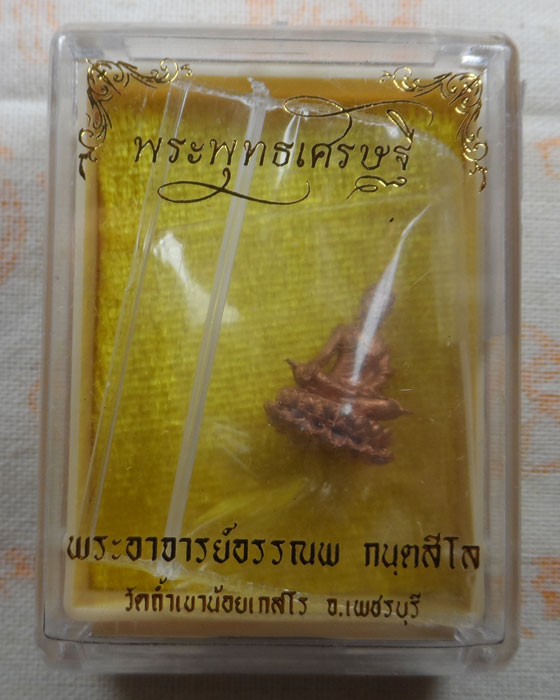 พระพุทธเศรษฐี
พระอาจารย์อรรณพ กนฺตสีโล
วัดถ้ำเขาน้อยเกสโร อ.เพชรบุรี